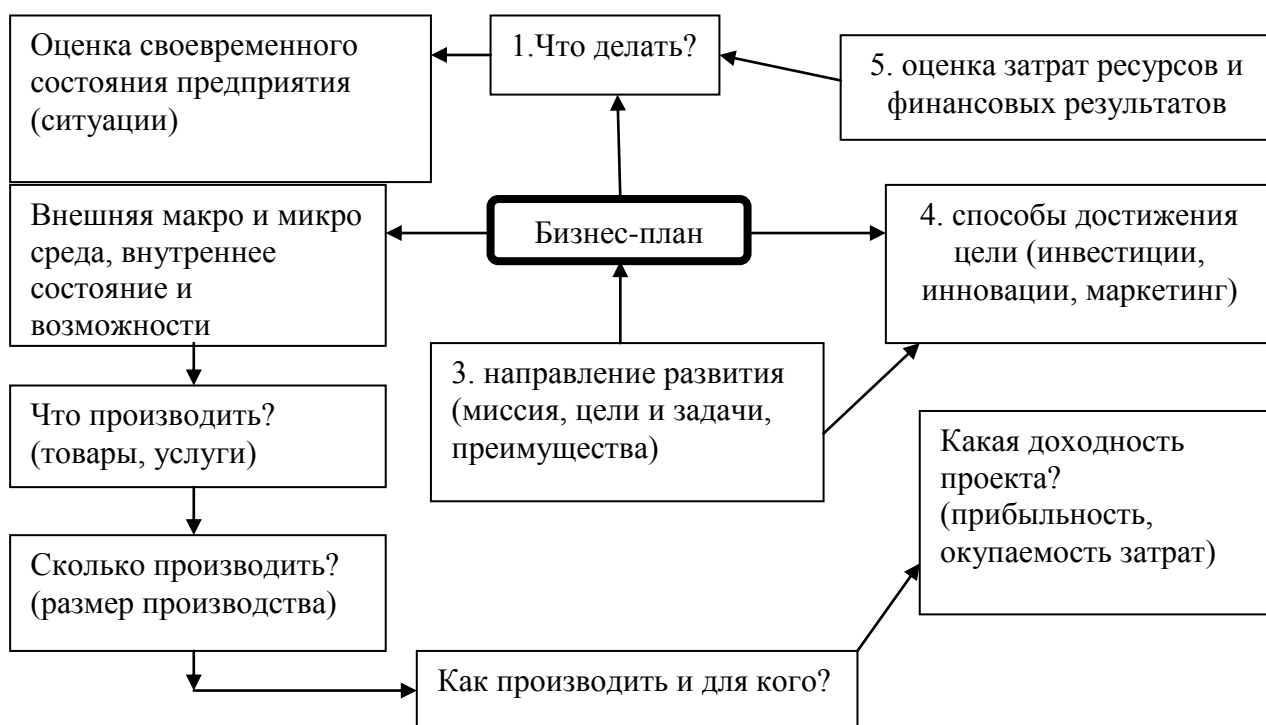 Оценка своевременного
состояния предприятия
(ситуации)
1.Что делать?
5. оценка затрат ресурсов и
финансовых результатов
Внешняя макро и микро
среда, внутреннее
состояние и
возможности
Бизнес-план
4. способы достижения
цели (инвестиции,
инновации, маркетинг)
3. направление развития
(миссия, цели и задачи,
преимущества)
Что производить?
(товары, услуги)
Какая доходность
проекта?
(прибыльность,
окупаемость затрат)
Сколько производить?
(размер производства)
Как производить и для кого?